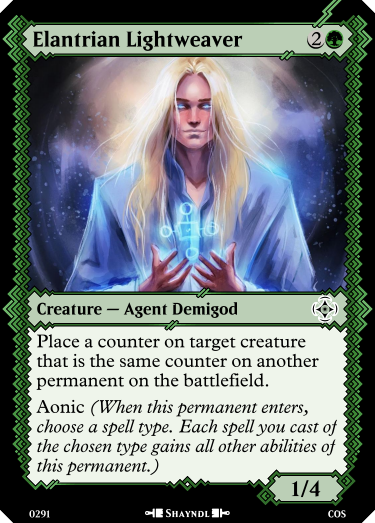 Elantrian Lightweaver 2
Creature — Agent Demigod
Place a counter on target creature
that is the same counter on another
permanent on the battlefield.
Aonic (When this permanent enters,
choose a spell type. Each spell you cast of
the chosen type gains all other abilities of
this permanent.)
1/4
0291 Shayndl COS